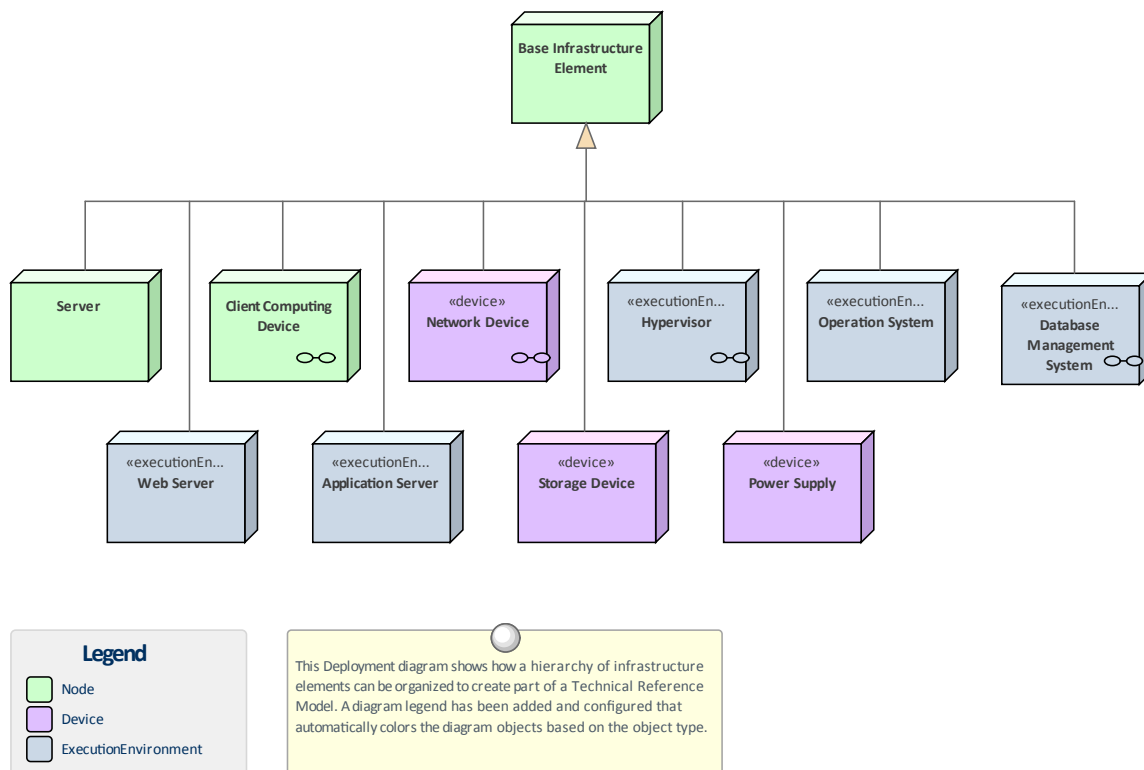 Base Infrastructure
Element
Server
Client Computing
Device
«device»
Network Device
«executionEn...
Hypervisor
«executionEn...
Operation System
«executionEn...
Database
Management
System
«executionEn...
Web Server
«executionEn...
Application Server
«device»
Storage Device
«device»
Power Supply
Legend
Node
Device
ExecutionEnvironment
This Deployment diagram shows how a hierarchy of infrastructure
elements can be organized to create part of a Technical Reference
Model. A diagram legend has been added and configured that
automatically colors the diagram objects based on the object type.